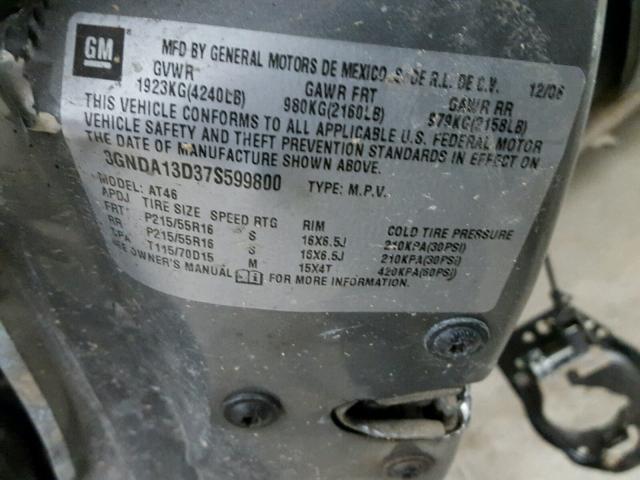 GM
MFD BY GENERAL MOTORS DE MEXICO, S. DE R.L. DE C.V. 12/06
GVWR GAWR FRT GAWR RR
1923KG(4240LB) 980KG(2160LB) 979KG(2158LB)
THIS VEHICLE CONFORMS TO ALL APPLICABLE U.S. FEDERAL MOTOR
VEHICLE SAFETY AND THEFT PREVENTION STANDARDS IN EFFECT ON
THE DATE OF MANUFACTURE SHOWN ABOVE.
3GNDA13D37S599800 TYPE: M.P.V.
MODEL: AT46
APDJ TIRE SIZE SPEED RTG RIM COLD TIRE PRESSURE
FRT P215/55R16 S 16X6.5J 210KPA(30PSI)
RR P215/55R16 S 16X6.5J 210KPA(30PSI)
SPA T115/70D15 M 15X4T 420KPA(60PSI)
SEE OWNER'S MANUAL FOR MORE INFORMATION.